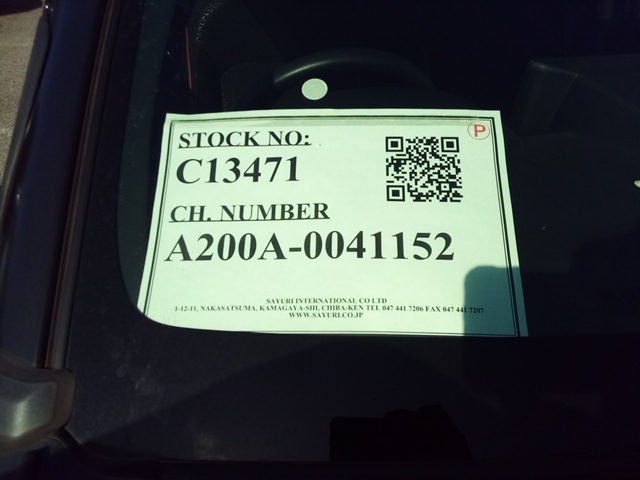 P
STOCK NO:
C13471
CH. NUMBER
A200A-0041152
SAYURI INTERNATIONAL CO LTD
1-12-11, NAKASATSUMA, KAMAGAYA-SHI, CHIBA-KEN TEL 047 441 7206 FAX 047 441 7207
WWW.SAYURI.CO.JP